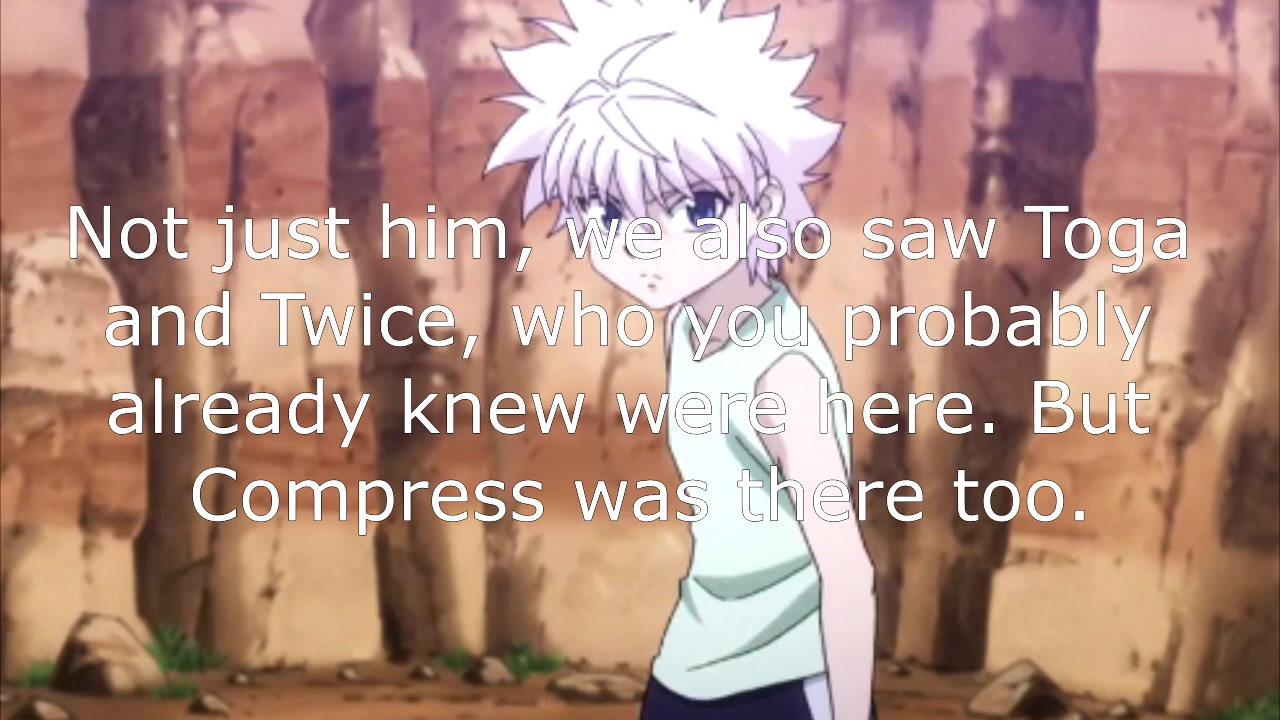 Not just him, we also saw Toga
and Twice, who you probably
already knew were here. But
Compress was there too.